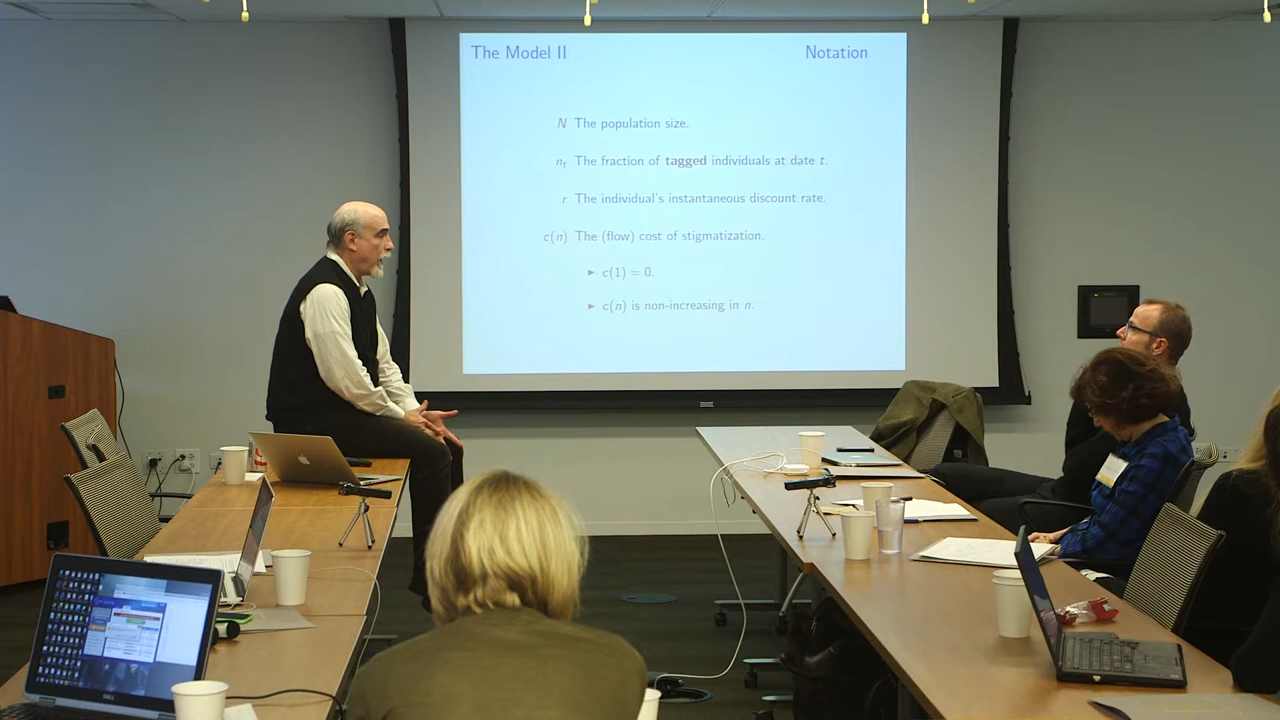 The Model II Notation
N The population size.
n_t The fraction of tagged individuals at date t.
r The individual's instantaneous discount rate.
c(n) The (flow) cost of stigmatization.
► c(1) = 0.
► c(n) is non-increasing in n.
DELL